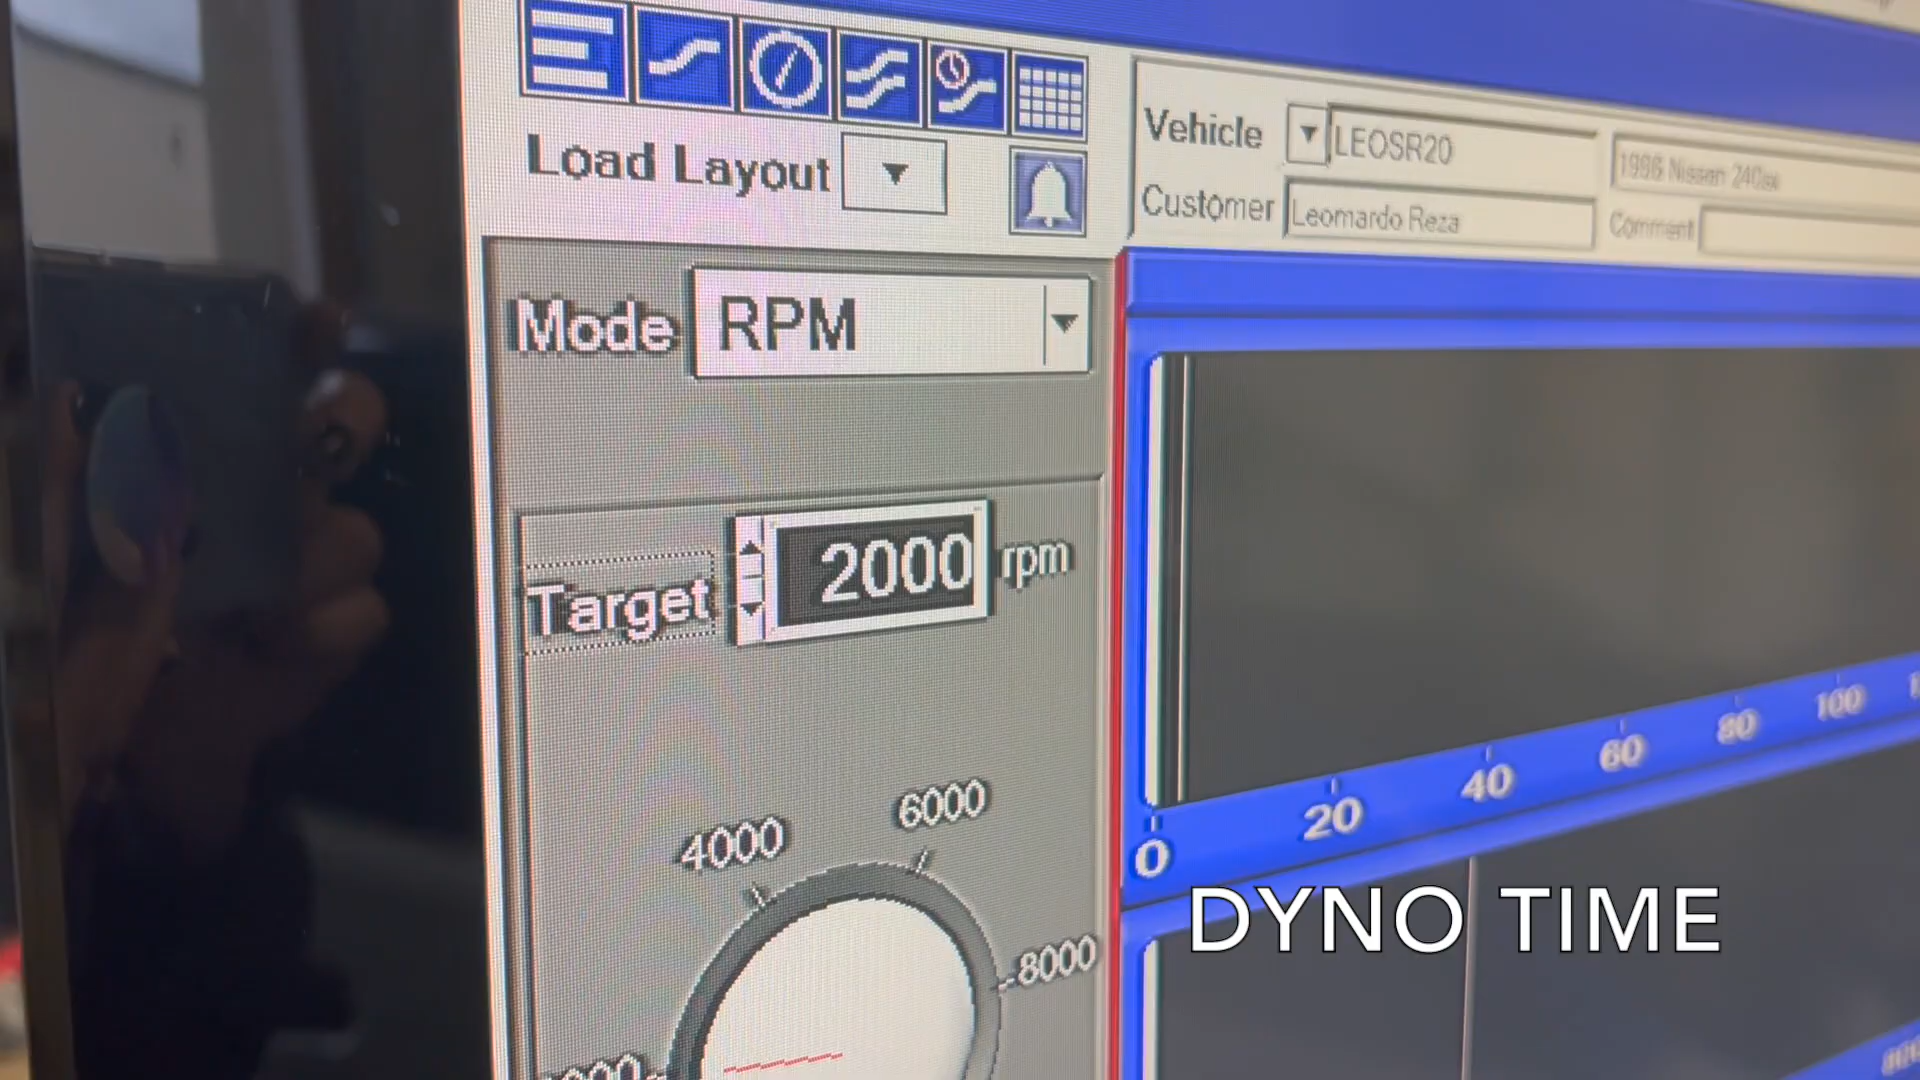 Load Layout
Vehicle
LEOSR20
1996 Nissan 240sx
Customer
Leomardo Reza
Comment
Mode
RPM
Target
2000
rpm
4000
6000
8000
0
20
40
60
80
100
DYNO TIME